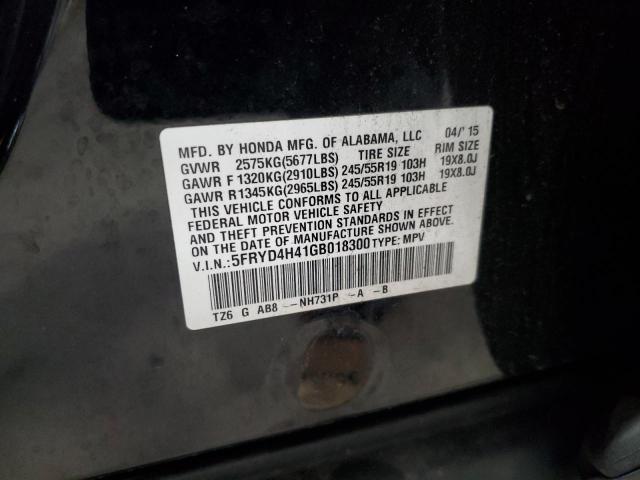 MFD. BY HONDA MFG. OF ALABAMA, LLC 04/'15
GVWR 2575KG(5677LBS) TIRE SIZE RIM SIZE
GAWR F 1320KG(2910LBS) 245/55R19 103H 19X8.0J
GAWR R1345KG(2965LBS) 245/55R19 103H 19X8.0J
THIS VEHICLE CONFORMS TO ALL APPLICABLE
FEDERAL MOTOR VEHICLE SAFETY
AND THEFT PREVENTION STANDARDS IN EFFECT
ON THE DATE OF MANUFACTURE SHOWN ABOVE.
V.I.N.: 5FRYD4H41GB018300 TYPE: MPV
TZ6 G AB8 --NH731P -A -B